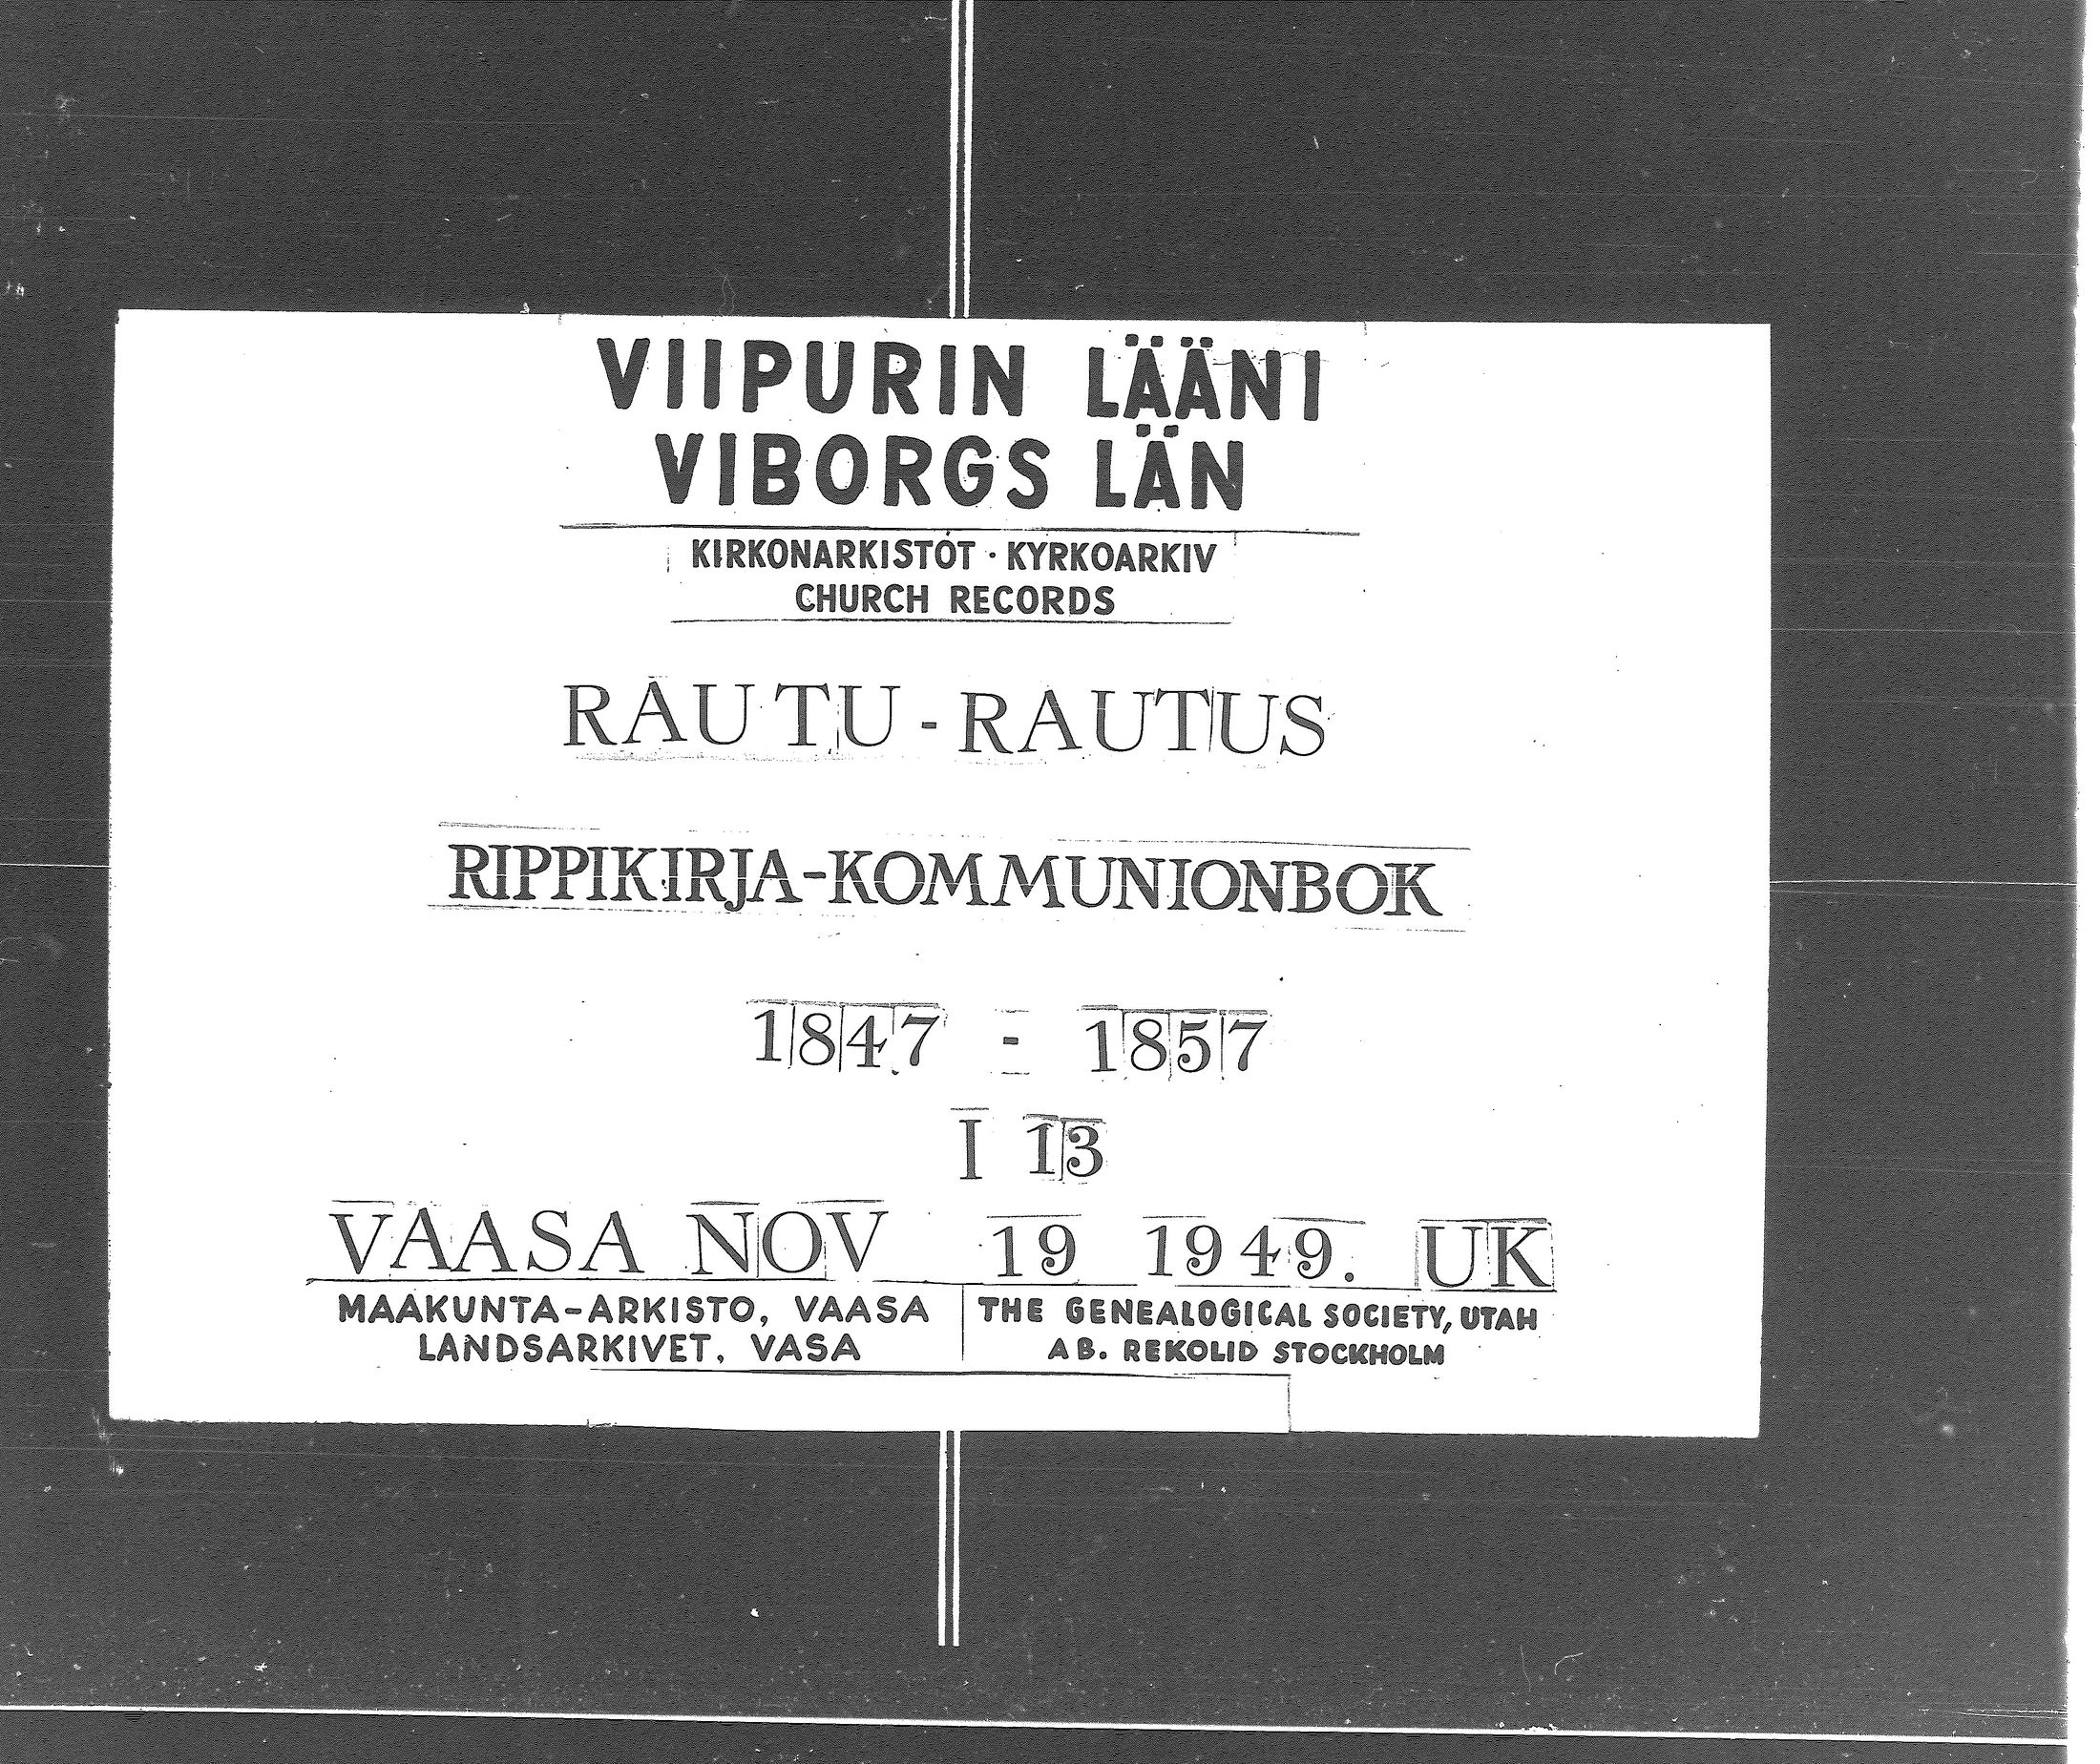 VIIPURIN LÄÄNI
VIBORGS LÄN
KIRKONARKISTOT · KYRKOARKIV
CHURCH RECORDS
RAUTU-RAUTUS
RIPPIKIRJA-KOMMUNIONBOK
1847 - 1857
I 13
VAASA NOV 19 1949. UK
MAAKUNTA-ARKISTO, VAASA
LANDSARKIVET, VASA
THE GENEALOGICAL SOCIETY, UTAH
AB. REKOLID STOCKHOLM